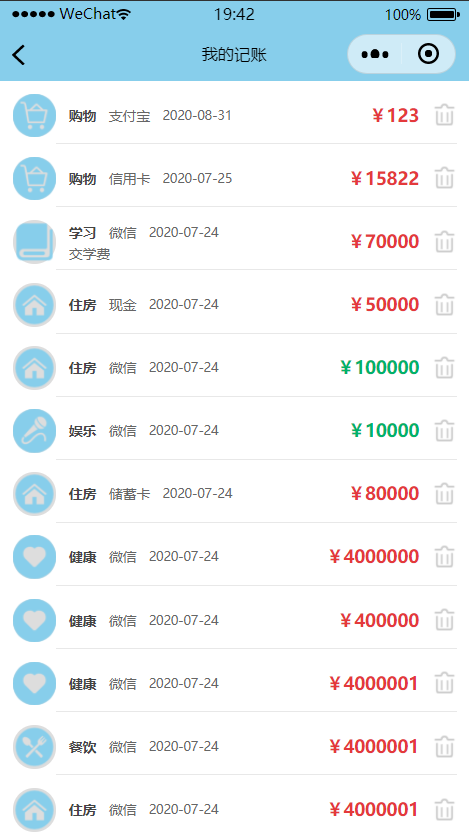 WeChat 19:42 100%
我的记账
购物 支付宝 2020-08-31 ￥123
购物 信用卡 2020-07-25 ￥15822
学习 微信 2020-07-24 ￥70000
交学费
住房 现金 2020-07-24 ￥50000
住房 微信 2020-07-24 ￥100000
娱乐 微信 2020-07-24 ￥10000
住房 储蓄卡 2020-07-24 ￥80000
健康 微信 2020-07-24 ￥4000000
健康 微信 2020-07-24 ￥400000
健康 微信 2020-07-24 ￥4000001
餐饮 微信 2020-07-24 ￥4000001
住房 微信 2020-07-24 ￥4000001